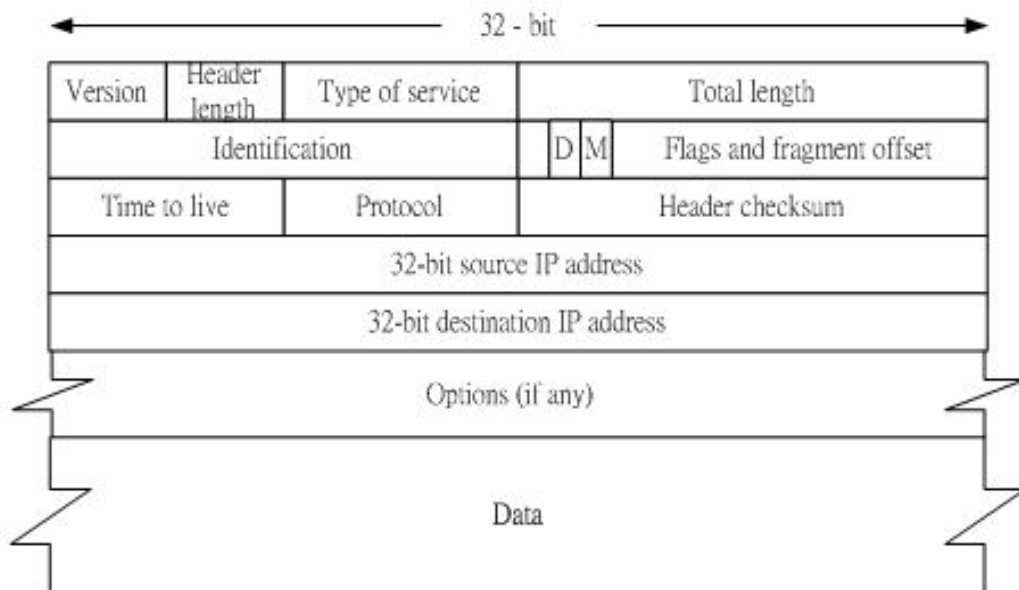 32 - bit
Version
Header
length
Type of service
Total length
Identification
D
M
Flags and fragment offset
Time to live
Protocol
Header checksum
32-bit source IP address
32-bit destination IP address
Options (if any)
Data